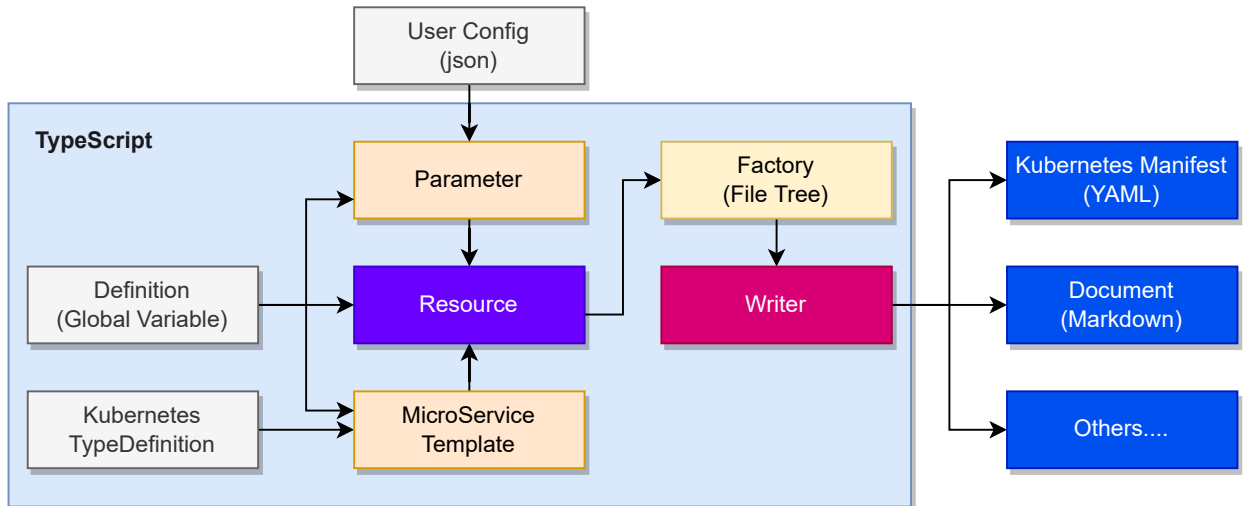 User Config
(json)
TypeScript
Parameter
Factory
(File Tree)
Kubernetes Manifest
(YAML)
Definition
(Global Variable)
Resource
Writer
Document
(Markdown)
Kubernetes
TypeDefinition
MicroService
Template
Others....